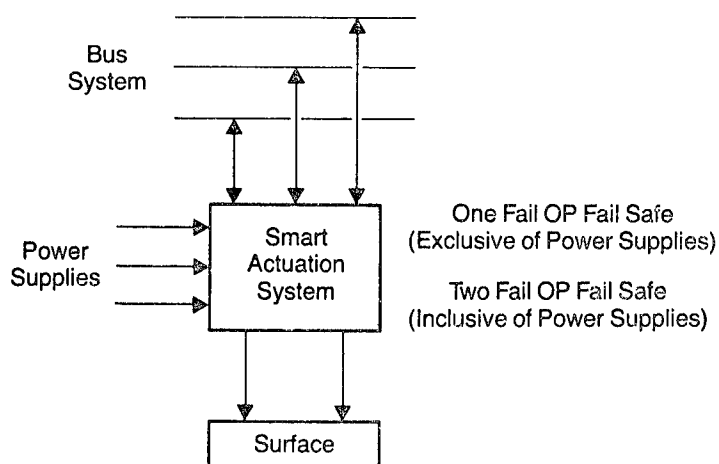 Bus
System
Power
Supplies
Smart
Actuation
System
One Fail OP Fail Safe
(Exclusive of Power Supplies)
Two Fail OP Fail Safe
(Inclusive of Power Supplies)
Surface